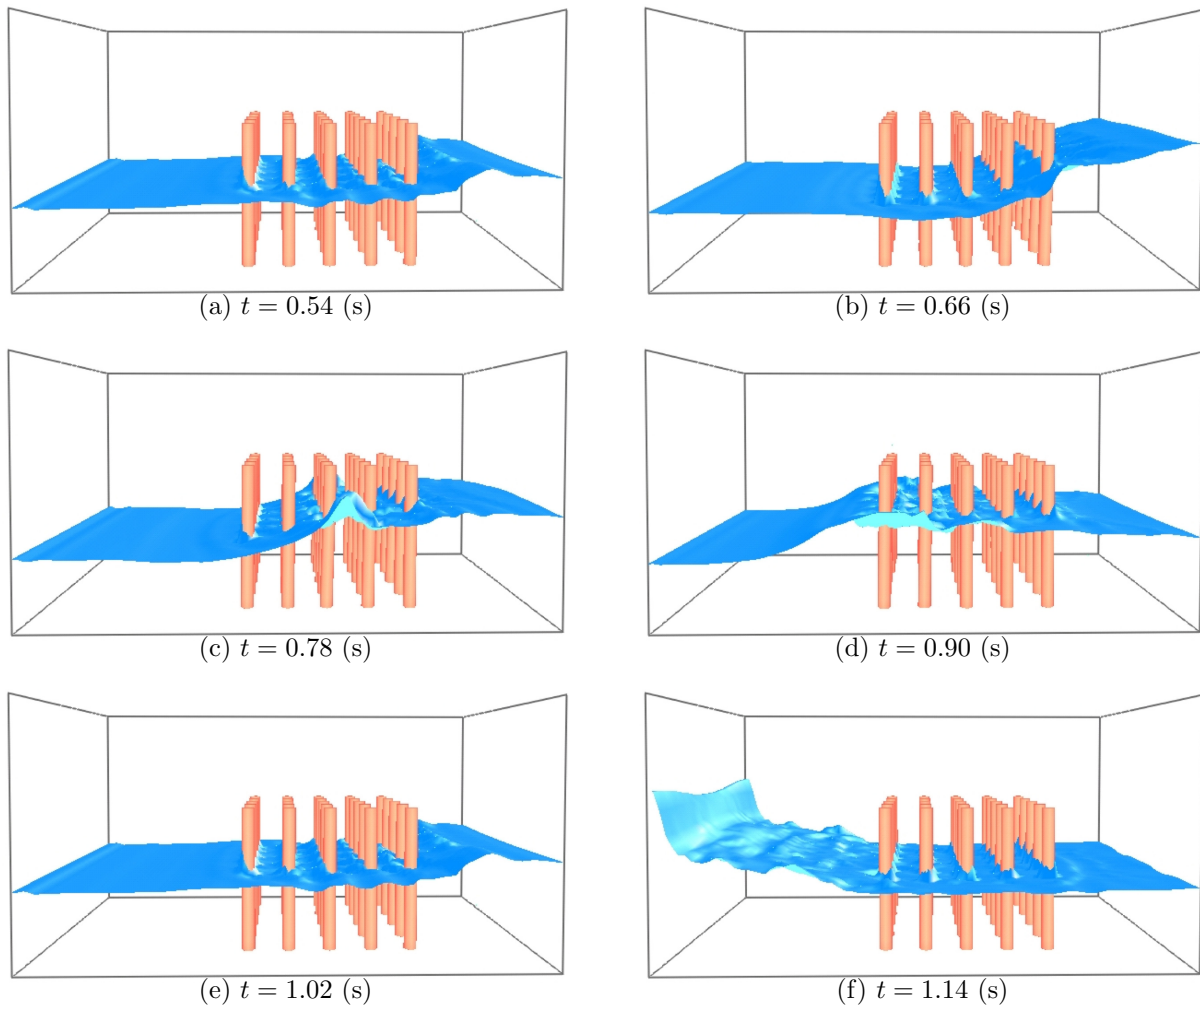 (a) t = 0.54 (s)
(b) t = 0.66 (s)
(c) t = 0.78 (s)
(d) t = 0.90 (s)
(e) t = 1.02 (s)
(f) t = 1.14 (s)